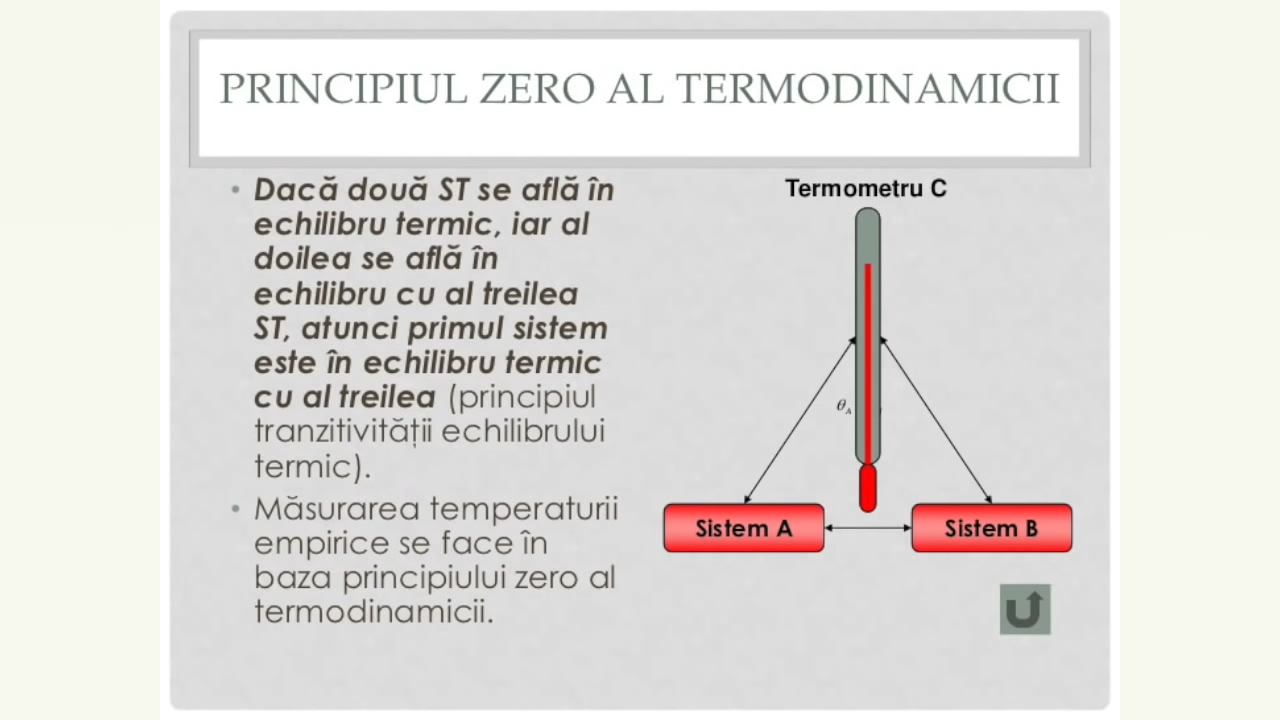 PRINCIPIUL ZERO AL TERMODINAMICII
• Dacă două ST se află în
echilibru termic, iar al
doilea se află în
echilibru cu al treilea
ST, atunci primul sistem
este în echilibru termic
cu al treilea (principiul
tranzitivității echilibrului
termic).
• Măsurarea temperaturii
empirice se face în
baza principiului zero al
termodinamicii.
Termometru C
θA
Sistem A
Sistem B